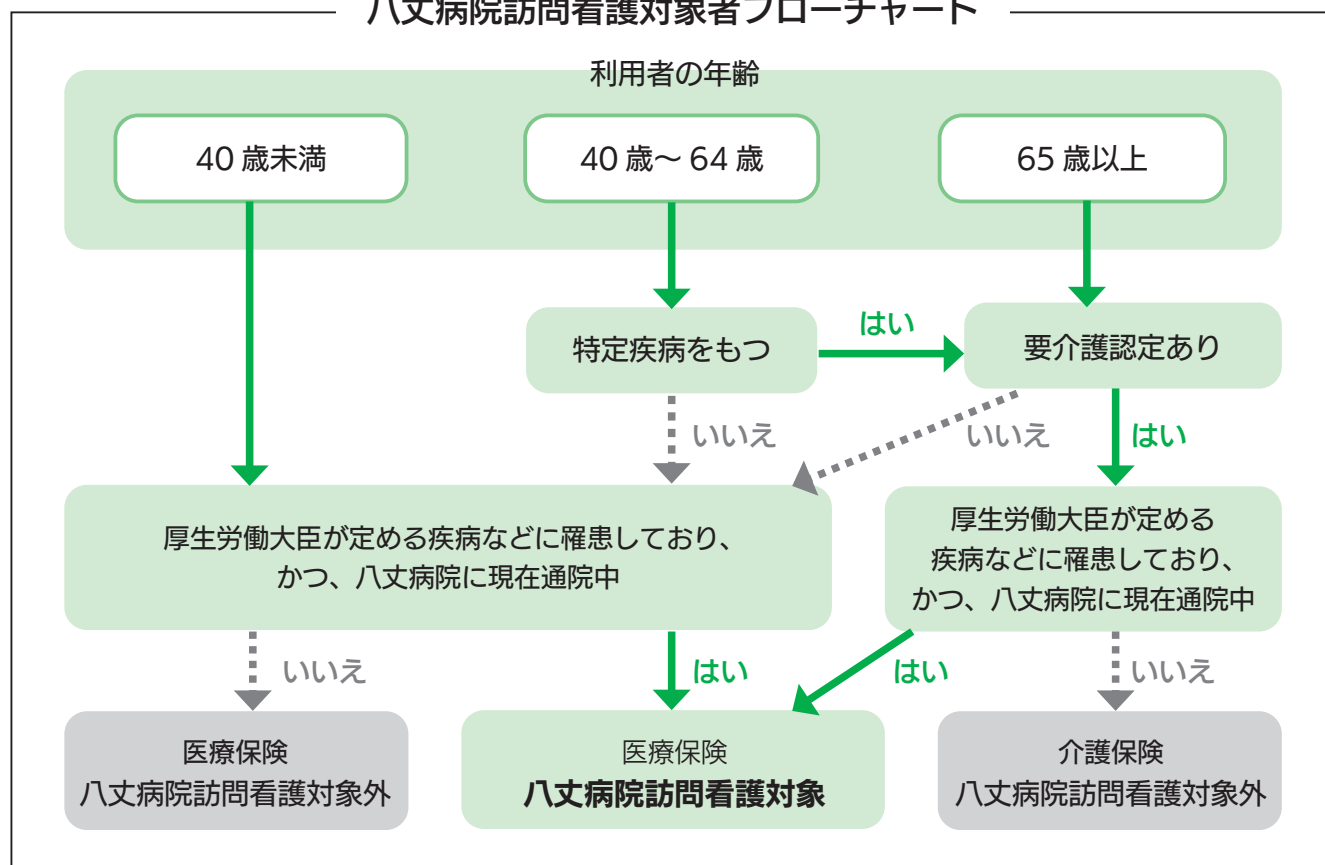 八丈病院訪問看護対象者フローチャート
利用者の年齢
40歳未満
40歳〜64歳
65歳以上
特定疾病をもつ
はい
要介護認定あり
いいえ
いいえ
はい
厚生労働大臣が定める疾病などに罹患しており、
かつ、八丈病院に現在通院中
厚生労働大臣が定める
疾病などに罹患しており、
かつ、八丈病院に現在通院中
いいえ
はい
はい
いいえ
医療保険
八丈病院訪問看護対象外
医療保険
八丈病院訪問看護対象
介護保険
八丈病院訪問看護対象外